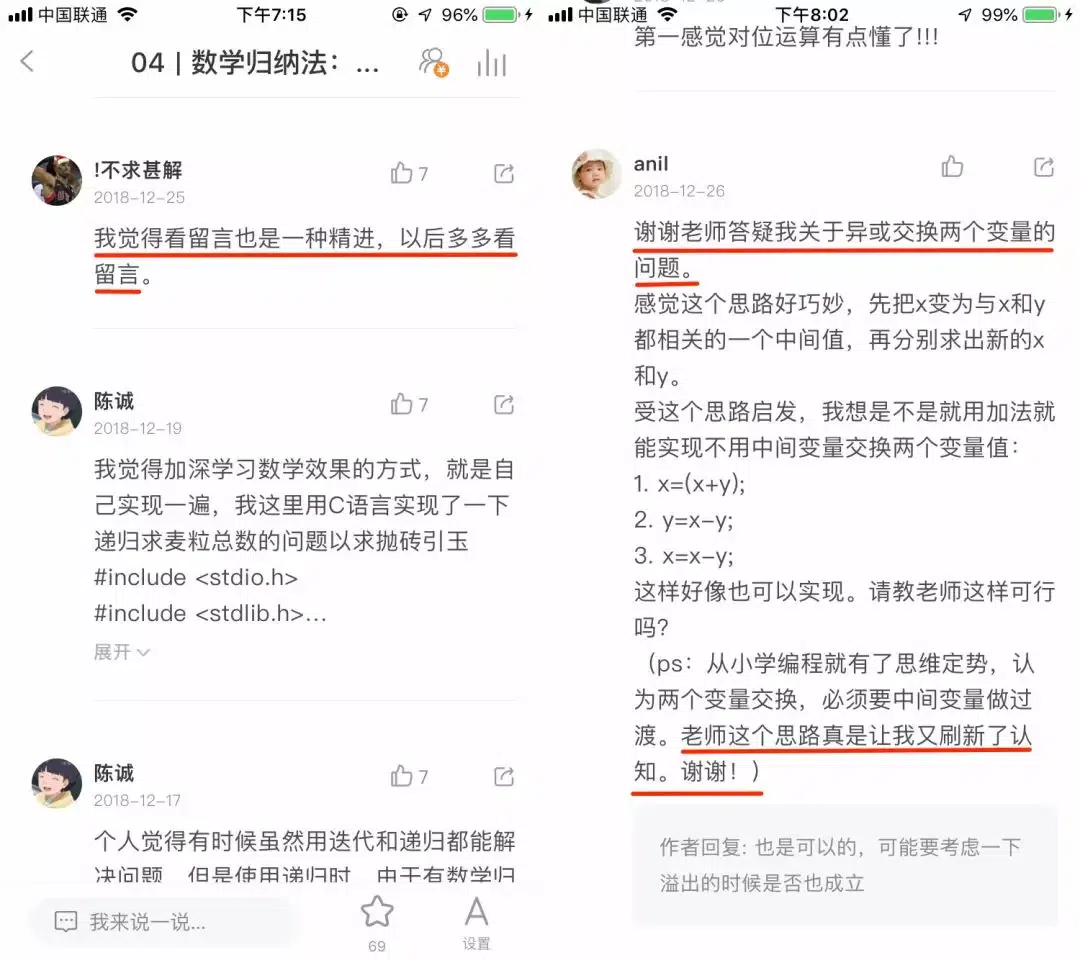 中国联通
下午7:15
96%
04 | 数学归纳法：...
!不求甚解
7
2018-12-25
我觉得看留言也是一种精进，以后多多看
留言。
陈诚
7
2018-12-19
我觉得加深学习数学效果的方式，就是自
己实现一遍，我这里用C语言实现了一下
递归求麦粒总数的问题以求抛砖引玉
#include <stdio.h>
#include <stdlib.h>...
展开
陈诚
7
2018-12-17
个人觉得有时候虽然用迭代和递归都能解
决问题，但是使用递归时，由于有数学归
我来说一说...
69
设置
中国联通
下午8:02
99%
第一感觉对位运算有点懂了!!!
anil
2018-12-26
谢谢老师答疑我关于异或交换两个变量的
问题。
感觉这个思路好巧妙，先把x变为与x和y
都相关的一个中间值，再分别求出新的x
和y。
受这个思路启发，我想是不是就用加法就
能实现不用中间变量交换两个变量值：
1. x=(x+y);
2. y=x-y;
3. x=x-y;
这样好像也可以实现。请教老师这样可行
吗？
（ps：从小学编程就有了思维定势，认
为两个变量交换，必须要中间变量做过
渡。老师这个思路真是让我又刷新了认
知。谢谢！）
作者回复: 也是可以的，可能要考虑一下
溢出的时候是否也成立